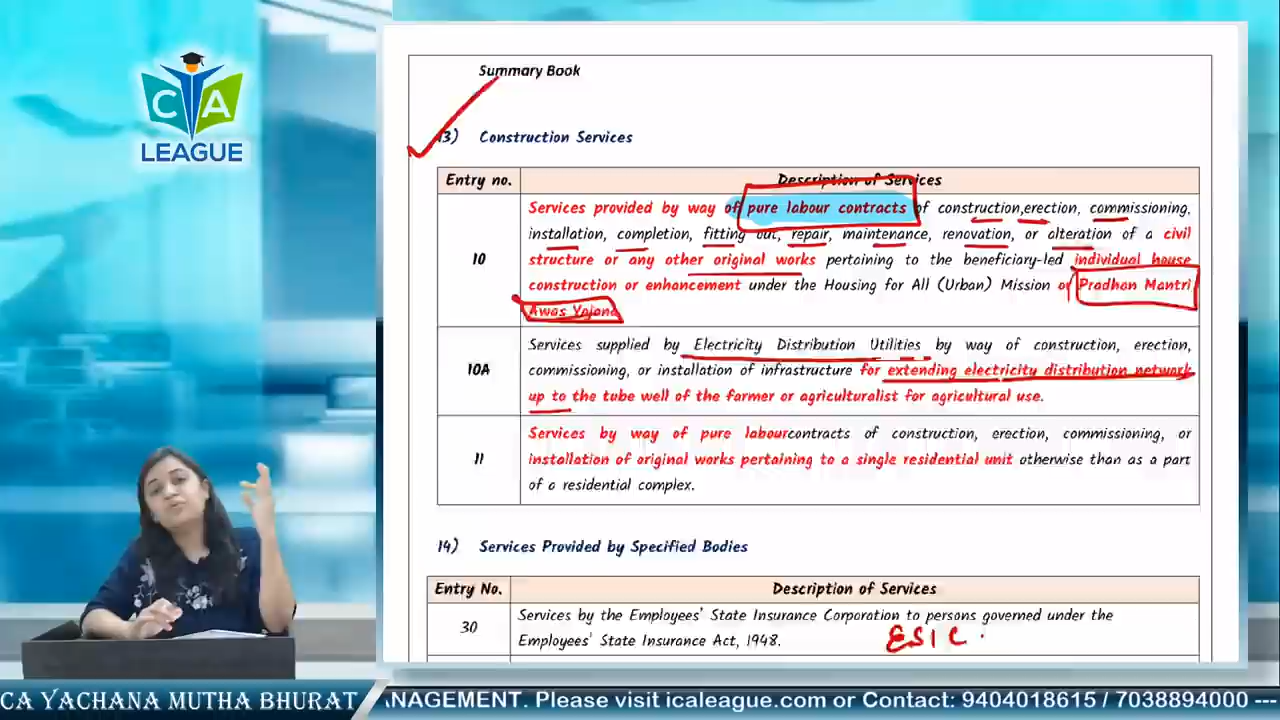 CA
LEAGUE
Summary Book
13) Construction Services
Entry no. Description of Services
10
Services provided by way of pure labour contracts of construction,erection, commissioning,
installation, completion, fitting out, repair, maintenance, renovation, or alteration of a civil
structure or any other original works pertaining to the beneficiary-led individual house
construction or enhancement under the Housing for All (Urban) Mission or Pradhan Mantri
Awas Yojana
10A
Services supplied by Electricity Distribution Utilities by way of construction, erection,
commissioning, or installation of infrastructure for extending electricity distribution network
up to the tube well of the farmer or agriculturalist for agricultural use.
11
Services by way of pure labourcontracts of construction, erection, commissioning, or
installation of original works pertaining to a single residential unit otherwise than as a part
of a residential complex.
14) Services Provided by Specified Bodies
Entry No. Description of Services
30
Services by the Employees' State Insurance Corporation to persons governed under the
Employees' State Insurance Act, 1948.
ESIC
CA YACHANA MUTHA BHURAT
ANAGEMENT. Please visit icaleague.com or Contact: 9404018615 / 7038894000 ---